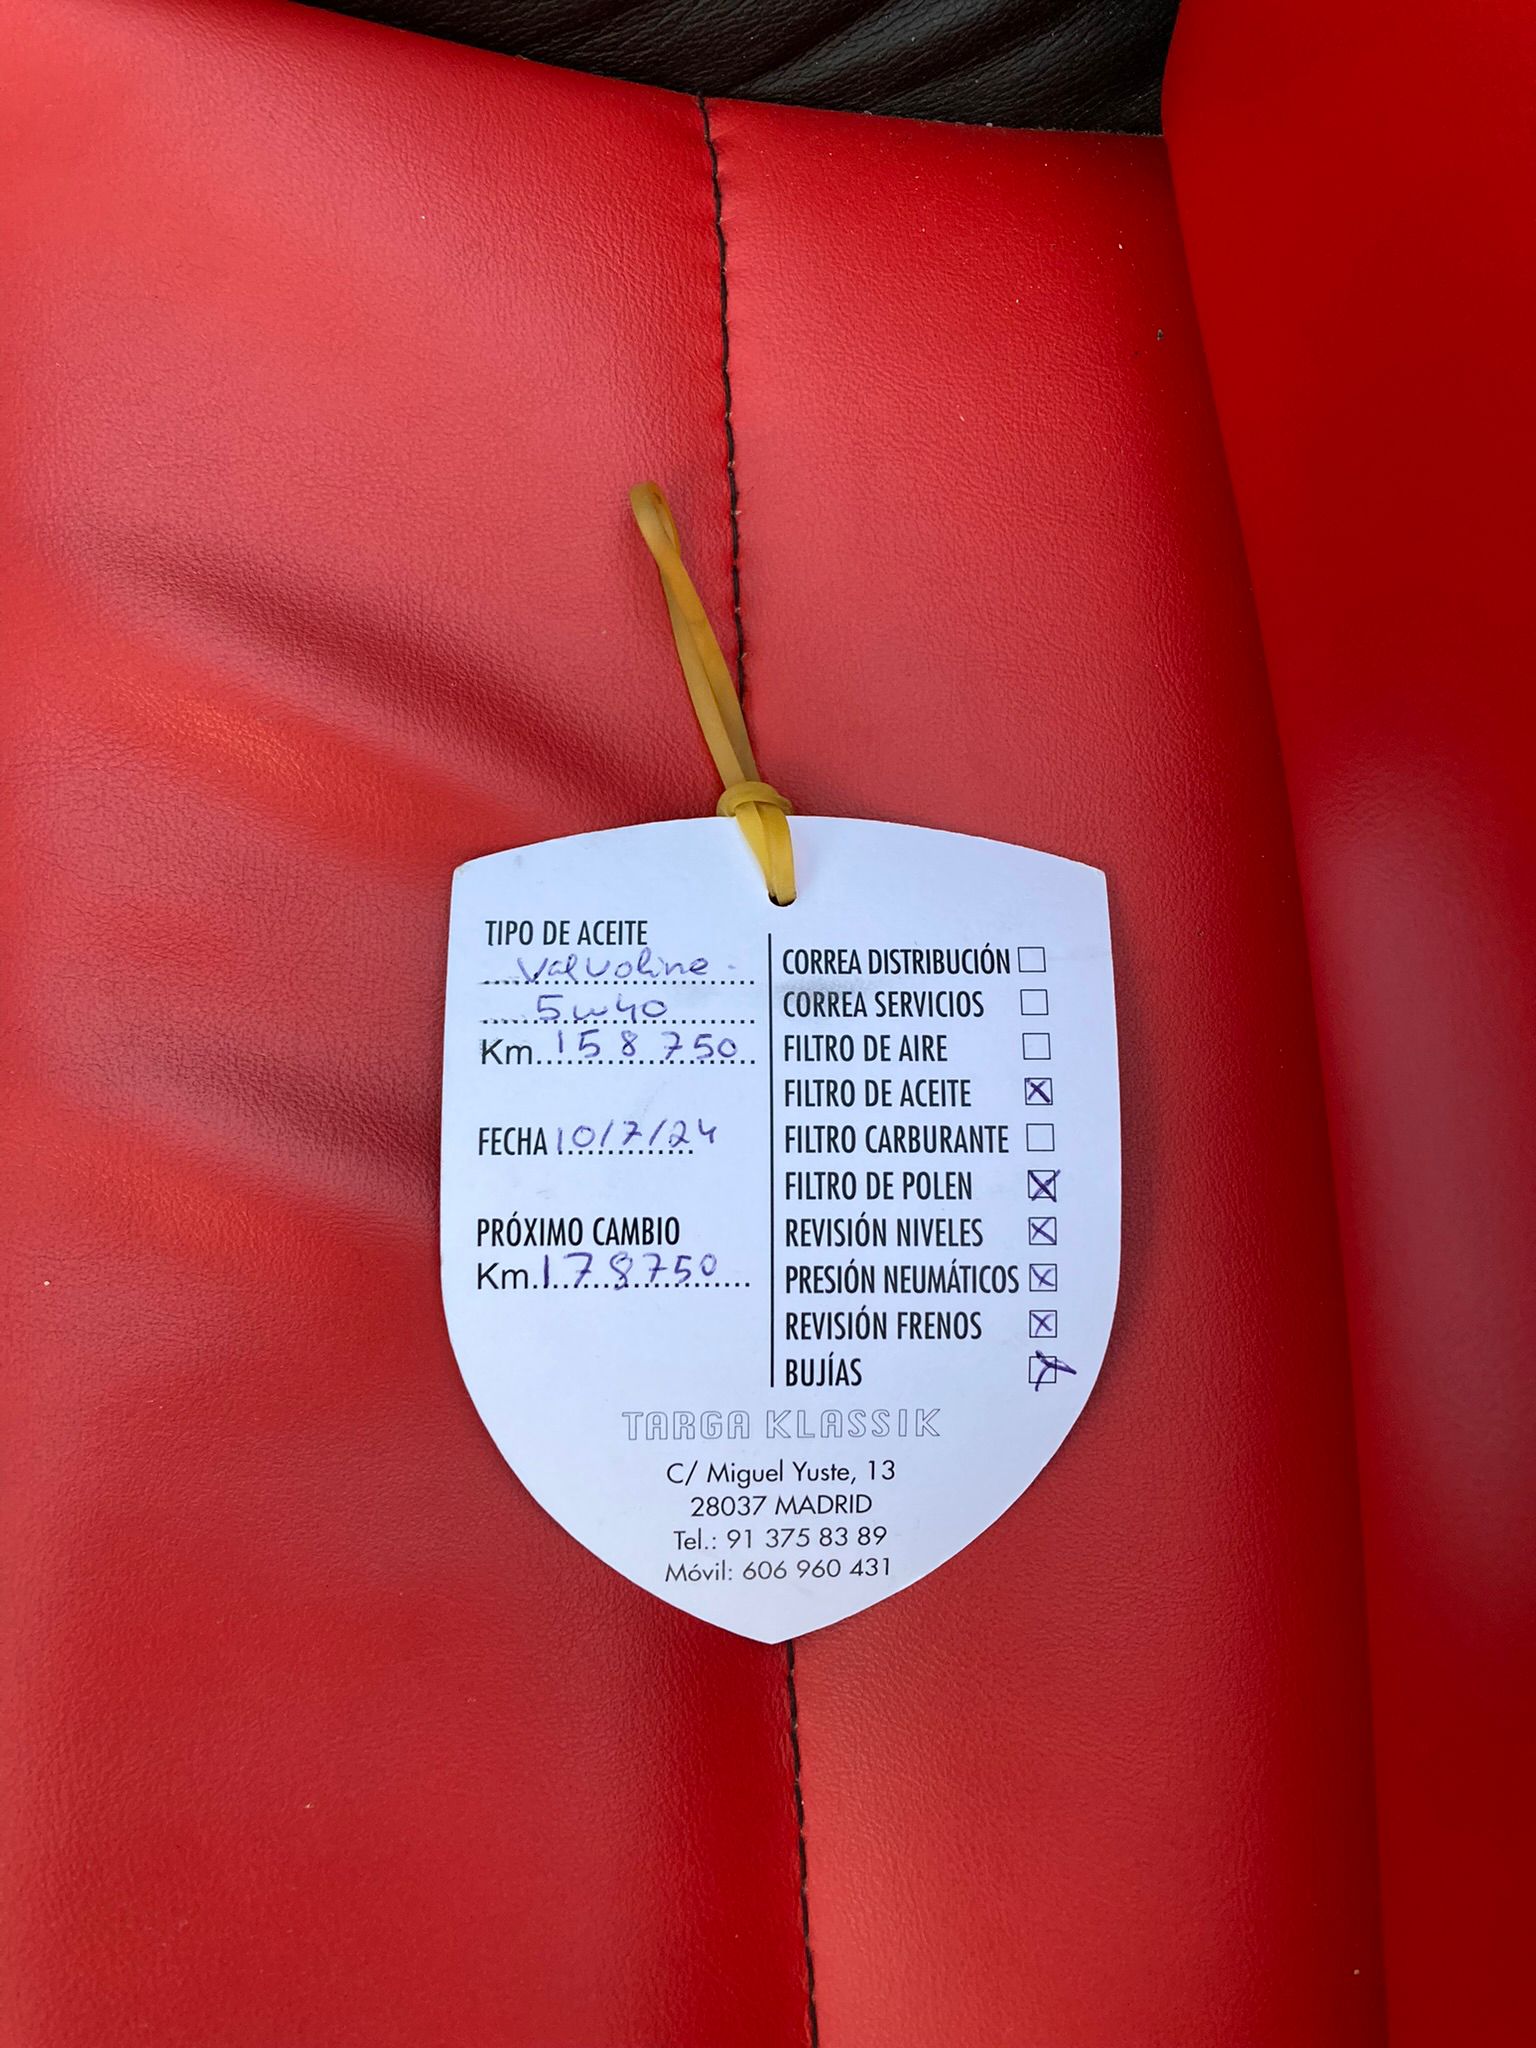 TIPO DE ACEITE
Valvoline
5w40
Km. 158750
FECHA 10/7/24
PRÓXIMO CAMBIO
Km. 178750
CORREA DISTRIBUCIÓN
CORREA SERVICIOS
FILTRO DE AIRE
FILTRO DE ACEITE
FILTRO CARBURANTE
FILTRO DE POLEN
REVISIÓN NIVELES
PRESIÓN NEUMÁTICOS
REVISIÓN FRENOS
BUJÍAS
TARGA KLASSIK
C/ Miguel Yuste, 13
28037 MADRID
Tel.: 91 375 83 89
Móvil: 606 960 431